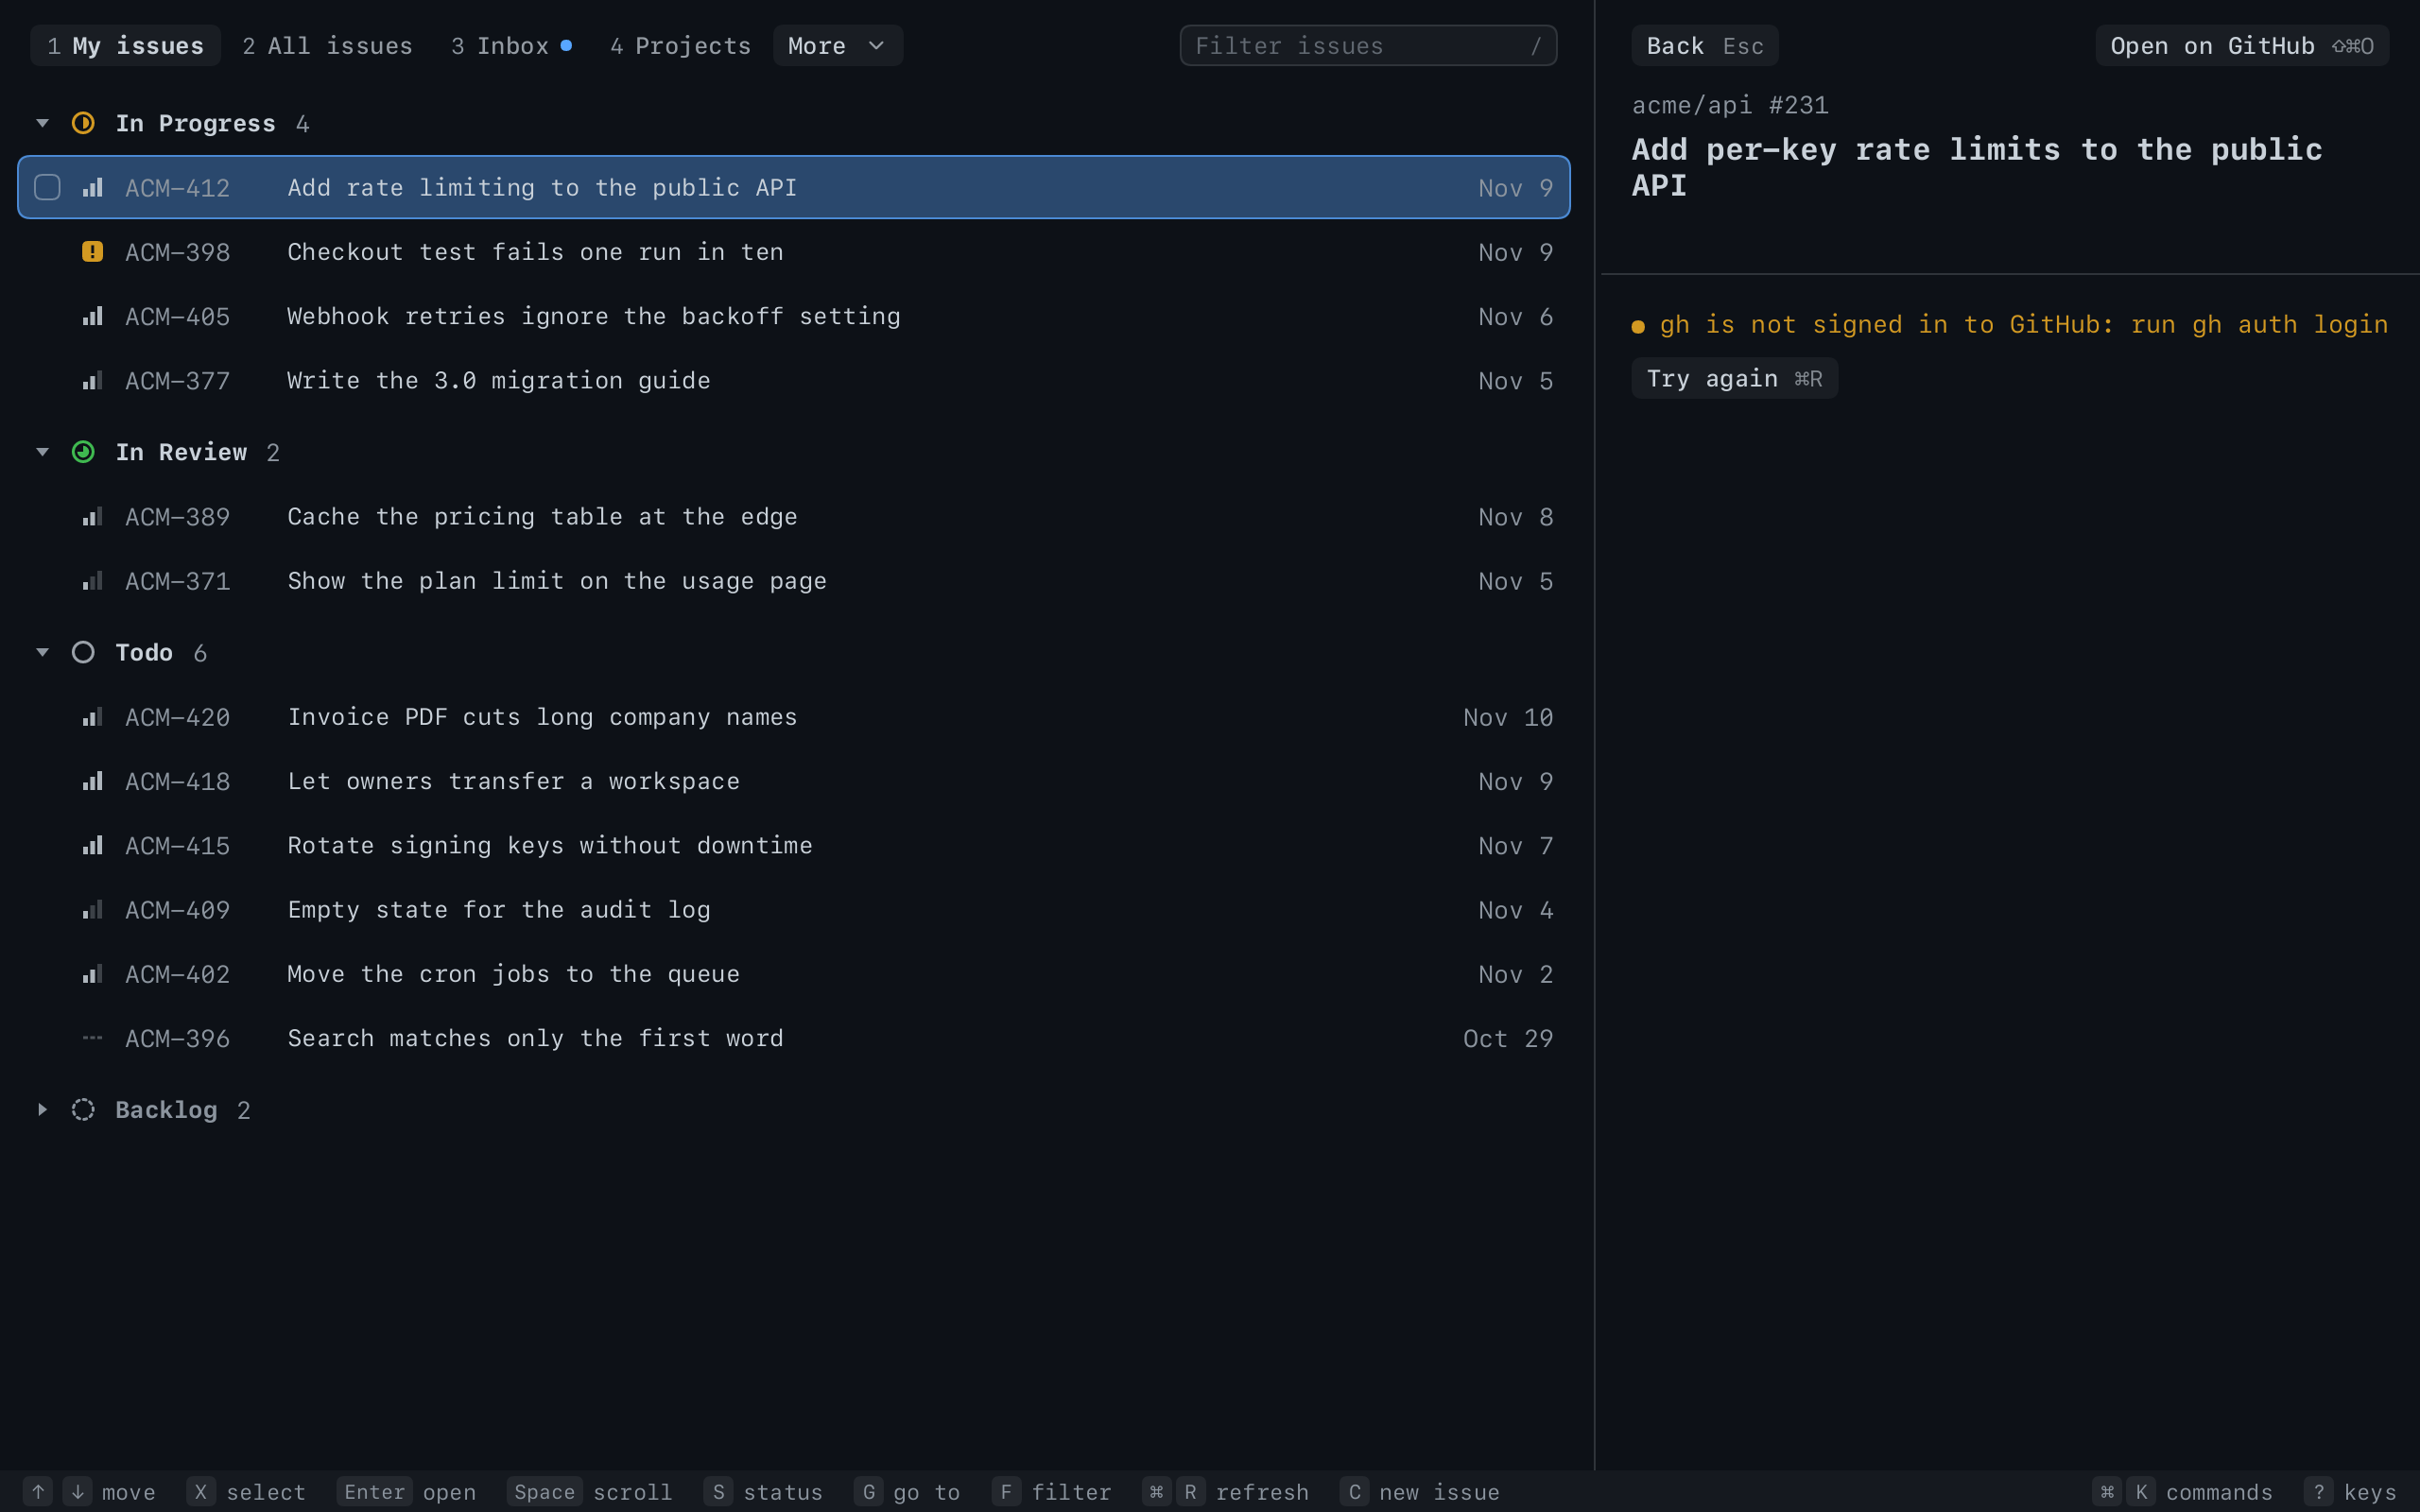 1 My issues 2 All issues 3 Inbox 4 Projects More Filter issues /
In Progress 4
ACM-412 Add rate limiting to the public API Nov 9
ACM-398 Checkout test fails one run in ten Nov 9
ACM-405 Webhook retries ignore the backoff setting Nov 6
ACM-377 Write the 3.0 migration guide Nov 5
In Review 2
ACM-389 Cache the pricing table at the edge Nov 8
ACM-371 Show the plan limit on the usage page Nov 5
Todo 6
ACM-420 Invoice PDF cuts long company names Nov 10
ACM-418 Let owners transfer a workspace Nov 9
ACM-415 Rotate signing keys without downtime Nov 7
ACM-409 Empty state for the audit log Nov 4
ACM-402 Move the cron jobs to the queue Nov 2
ACM-396 Search matches only the first word Oct 29
Backlog 2
Back Esc Open on GitHub ⇧⌘O
acme/api #231
Add per-key rate limits to the public
API
gh is not signed in to GitHub: run gh auth login
Try again ⌘R
↑ ↓ move X select Enter open Space scroll S status G go to F filter ⌘ R refresh C new issue ⌘ K commands ? keys